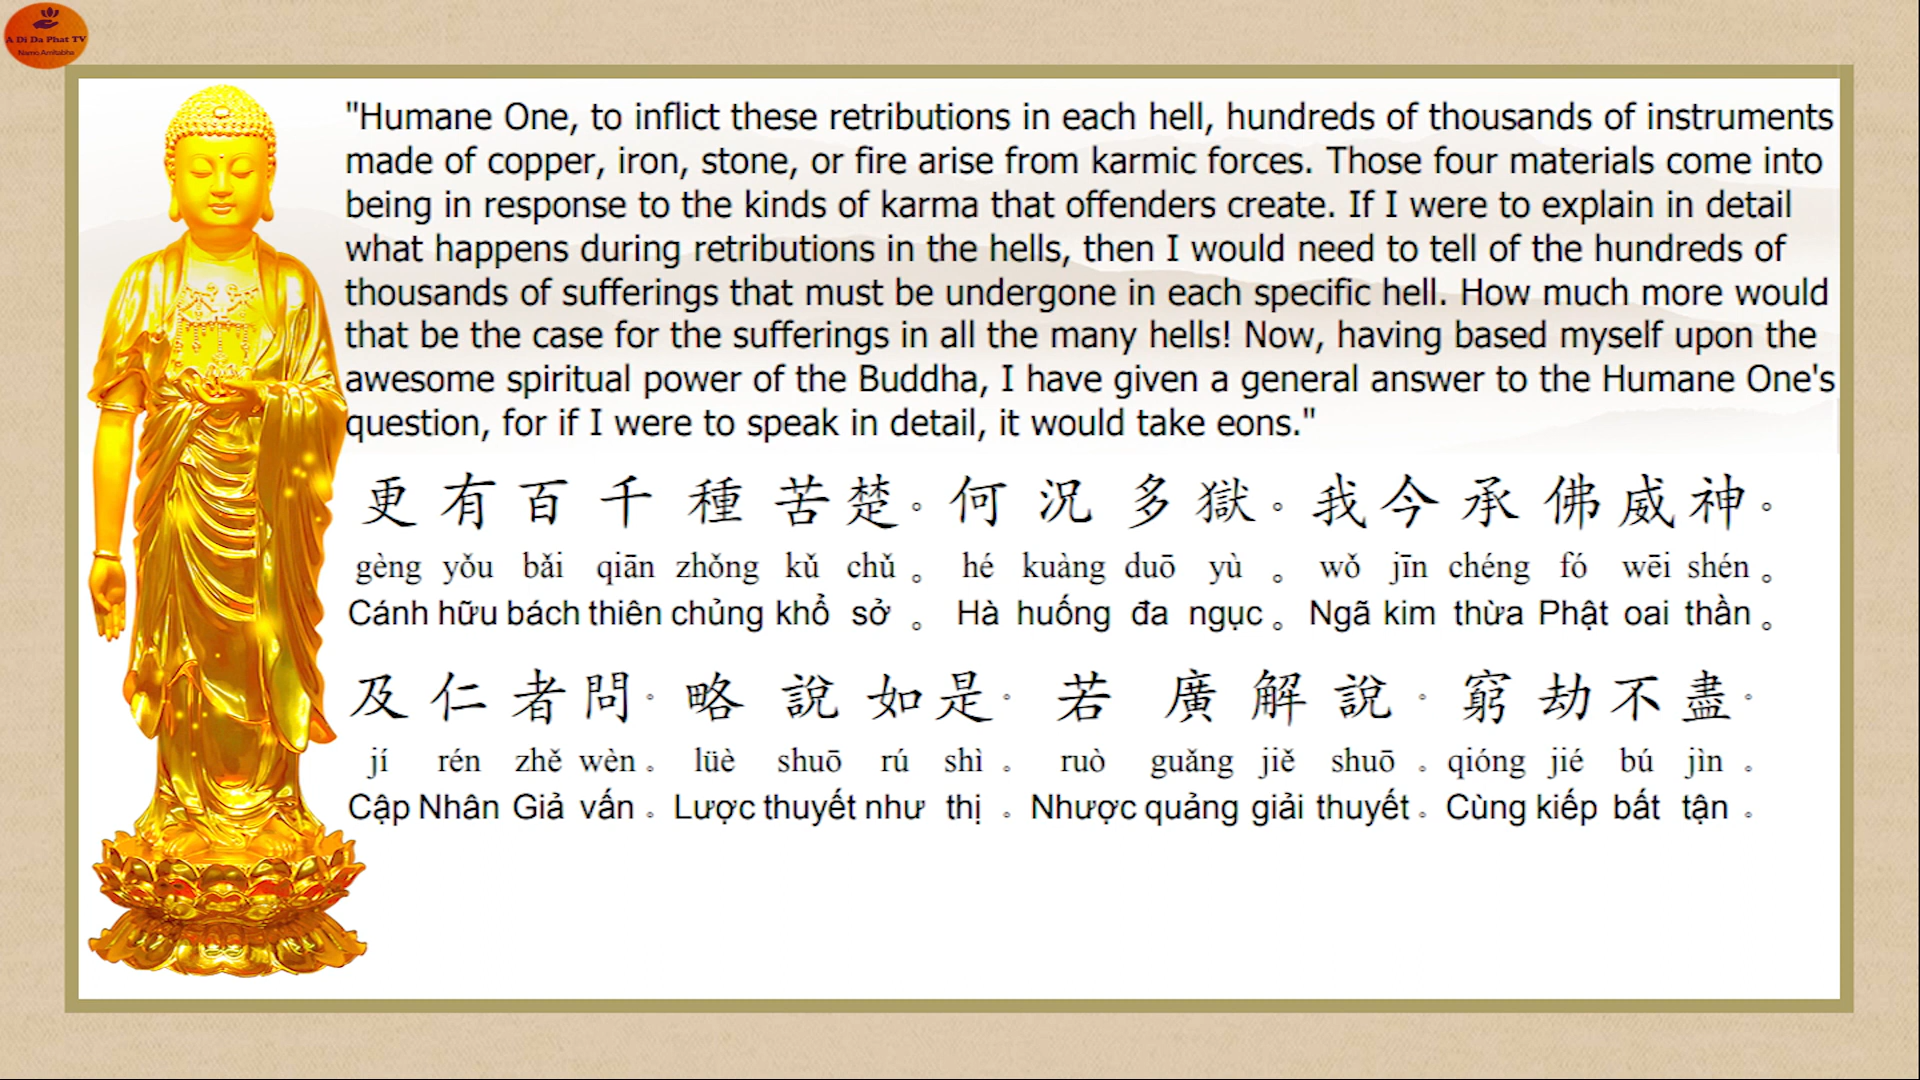 A Di Da Phat TV
Namo Amitabha
"Humane One, to inflict these retributions in each hell, hundreds of thousands of instruments
made of copper, iron, stone, or fire arise from karmic forces. Those four materials come into
being in response to the kinds of karma that offenders create. If I were to explain in detail
what happens during retributions in the hells, then I would need to tell of the hundreds of
thousands of sufferings that must be undergone in each specific hell. How much more would
that be the case for the sufferings in all the many hells! Now, having based myself upon the
awesome spiritual power of the Buddha, I have given a general answer to the Humane One's
question, for if I were to speak in detail, it would take eons."
更有百千種苦楚。何況多獄。我今承佛威神。
gèng yǒu bǎi qiān zhǒng kǔ chǔ。hé kuàng duō yù。wǒ jīn chéng fó wēi shén。
Cánh hữu bách thiên chủng khổ sở。Hà huống đa ngục。Ngã kim thừa Phật oai thần。
及仁者問。略說如是。若廣解說。窮劫不盡。
jí rén zhě wèn。lüè shuō rú shì。ruò guǎng jiě shuō。qióng jié bú jìn。
Cập Nhân Giả vấn。Lược thuyết như thị。Nhược quảng giải thuyết。Cùng kiếp bất tận。